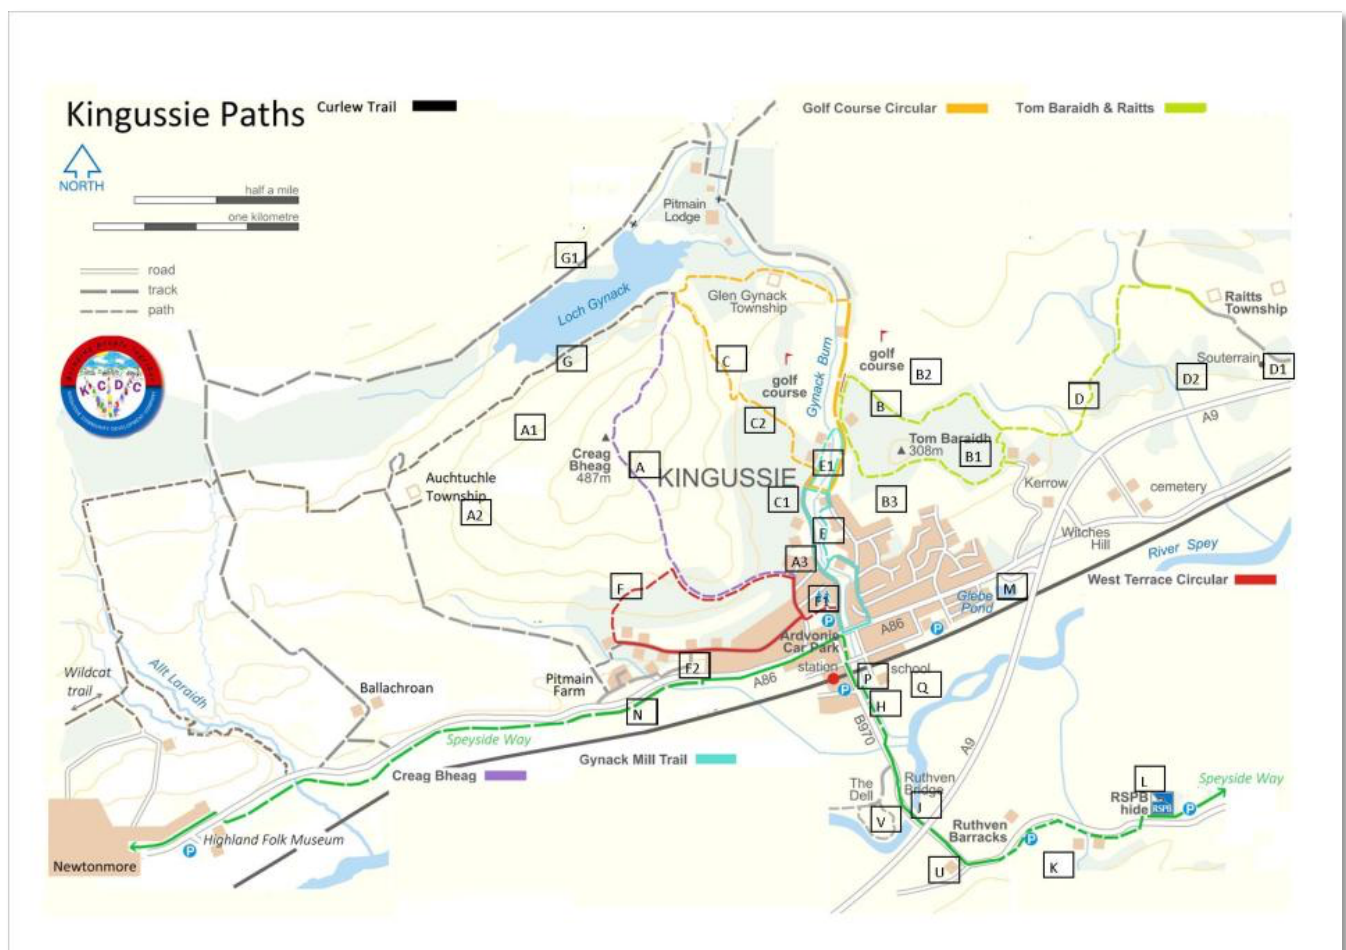 Kingussie Paths
Curlew Trail
Golf Course Circular
Tom Baraidh & Raitts
NORTH
half a mile
one kilometre
road
track
path
K C D C
Pitmain
Lodge
G1
Loch Gynack
Glen Gynack
Township
Raitts
Township
Gynack Burn
golf
course
golf
course
Souterrain
G
C
B2
D2
D1
B
D
A9
A1
C2
Creag
Bheag
487m
A
KINGUSSIE
E1
Tom Baraidh
308m
B1
Auchtuchle
Township
A2
C1
B3
Kerrow
cemetery
E
Witches
Hill
River Spey
A3
West Terrace Circular
F
F1
Glebe
Pond
M
P
A86
P
Ardvonie
Car Park
Wildcat
trail
Allt Laraidh
Ballachroan
Pitmain
Farm
F2
A86
station
P
school
P
Q
N
H
B970
Speyside Way
Gynack Mill Trail
A9
Creag Bheag
The
Dell
Ruthven
Bridge
J
L
Speyside Way
RSPB
hide
RSPB
P
V
Ruthven
Barracks
P
Highland Folk Museum
P
Newtonmore
U
K